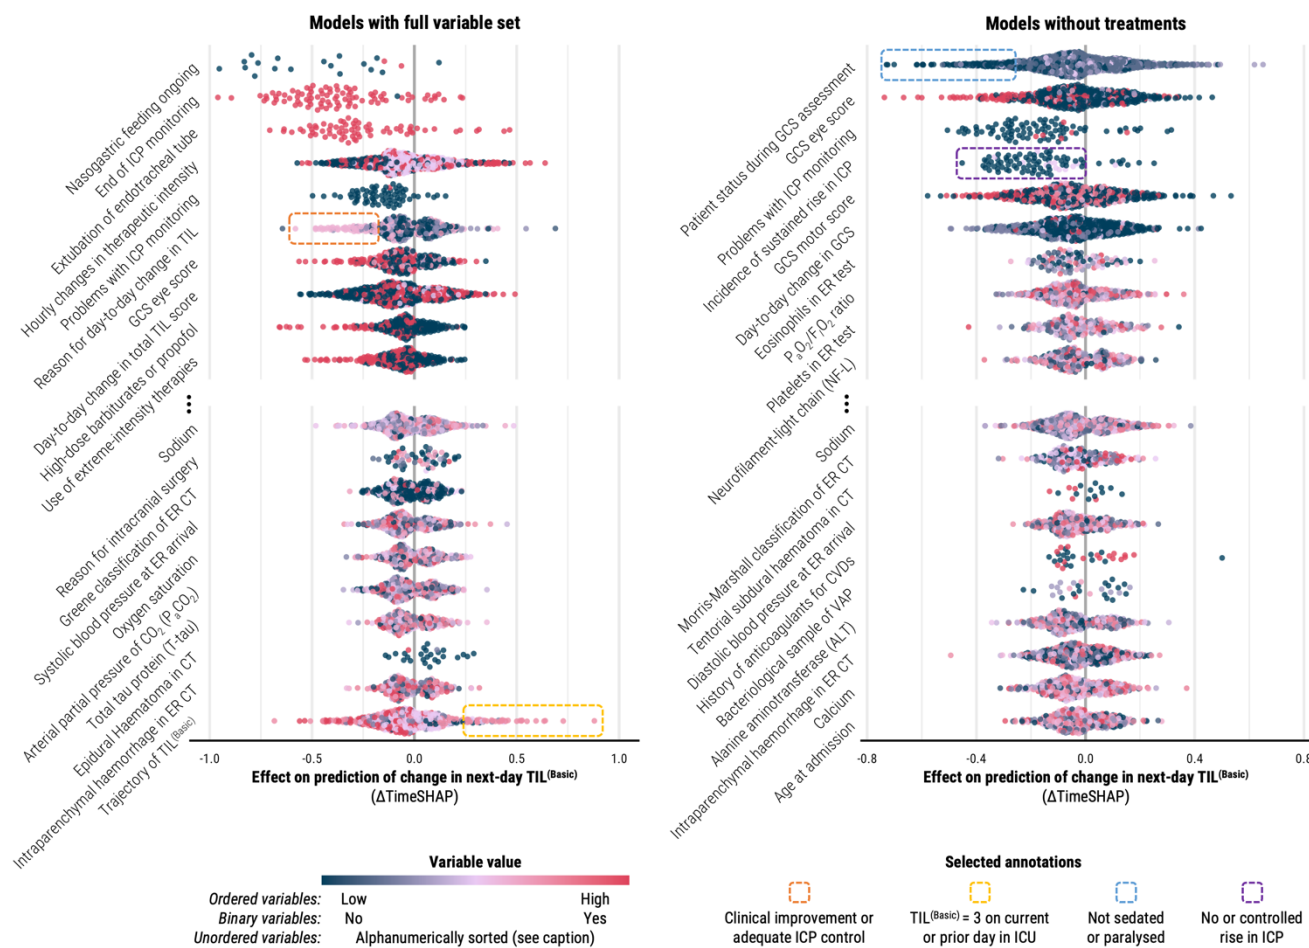 Models with full variable set
Nasogastric feeding ongoing
End of ICP monitoring
Extubation of endotracheal tube
Hourly changes in therapeutic intensity
Problems with ICP monitoring
Reason for day-to-day change in TIL
GCS eye score
Day-to-day change in total TIL score
High-dose barbiturates or propofol
Use of extreme-intensity therapies
Sodium
Reason for intracranial surgery
Greene classification of ER CT
Systolic blood pressure at ER arrival
Oxygen saturation
Arterial partial pressure of CO₂ (PₐCO₂)
Total tau protein (T-tau)
Epidural Haematoma in CT
Intraparenchymal haemorrhage in ER CT
Trajectory of TIL(Basic)
-1.0 -0.5 0.0 0.5 1.0
Effect on prediction of change in next-day TIL(Basic)
(ΔTimeSHAP)
Models without treatments
Patient status during GCS assessment
GCS eye score
Problems with ICP monitoring
Incidence of sustained rise in ICP
GCS motor score
Day-to-day change in GCS
Eosinophils in ER test
PₐO₂/FᵢO₂ ratio
Platelets in ER test
Neurofilament-light chain (NF-L)
Sodium
Morris-Marshall classification of ER CT
Tentorial subdural haematoma in CT
Diastolic blood pressure at ER arrival
History of anticoagulants for CVDs
Bacteriological sample of VAP
Alanine aminotransferase (ALT)
Intraparenchymal haemorrhage in ER CT
Calcium
Age at admission
-0.8 -0.4 0.0 0.4 0.8
Effect on prediction of change in next-day TIL(Basic)
(ΔTimeSHAP)
Variable value
Ordered variables: Low High
Binary variables: No Yes
Unordered variables: Alphanumerically sorted (see caption)
Selected annotations
Clinical improvement or
adequate ICP control
TIL(Basic) = 3 on current
or prior day in ICU
Not sedated
or paralysed
No or controlled
rise in ICP